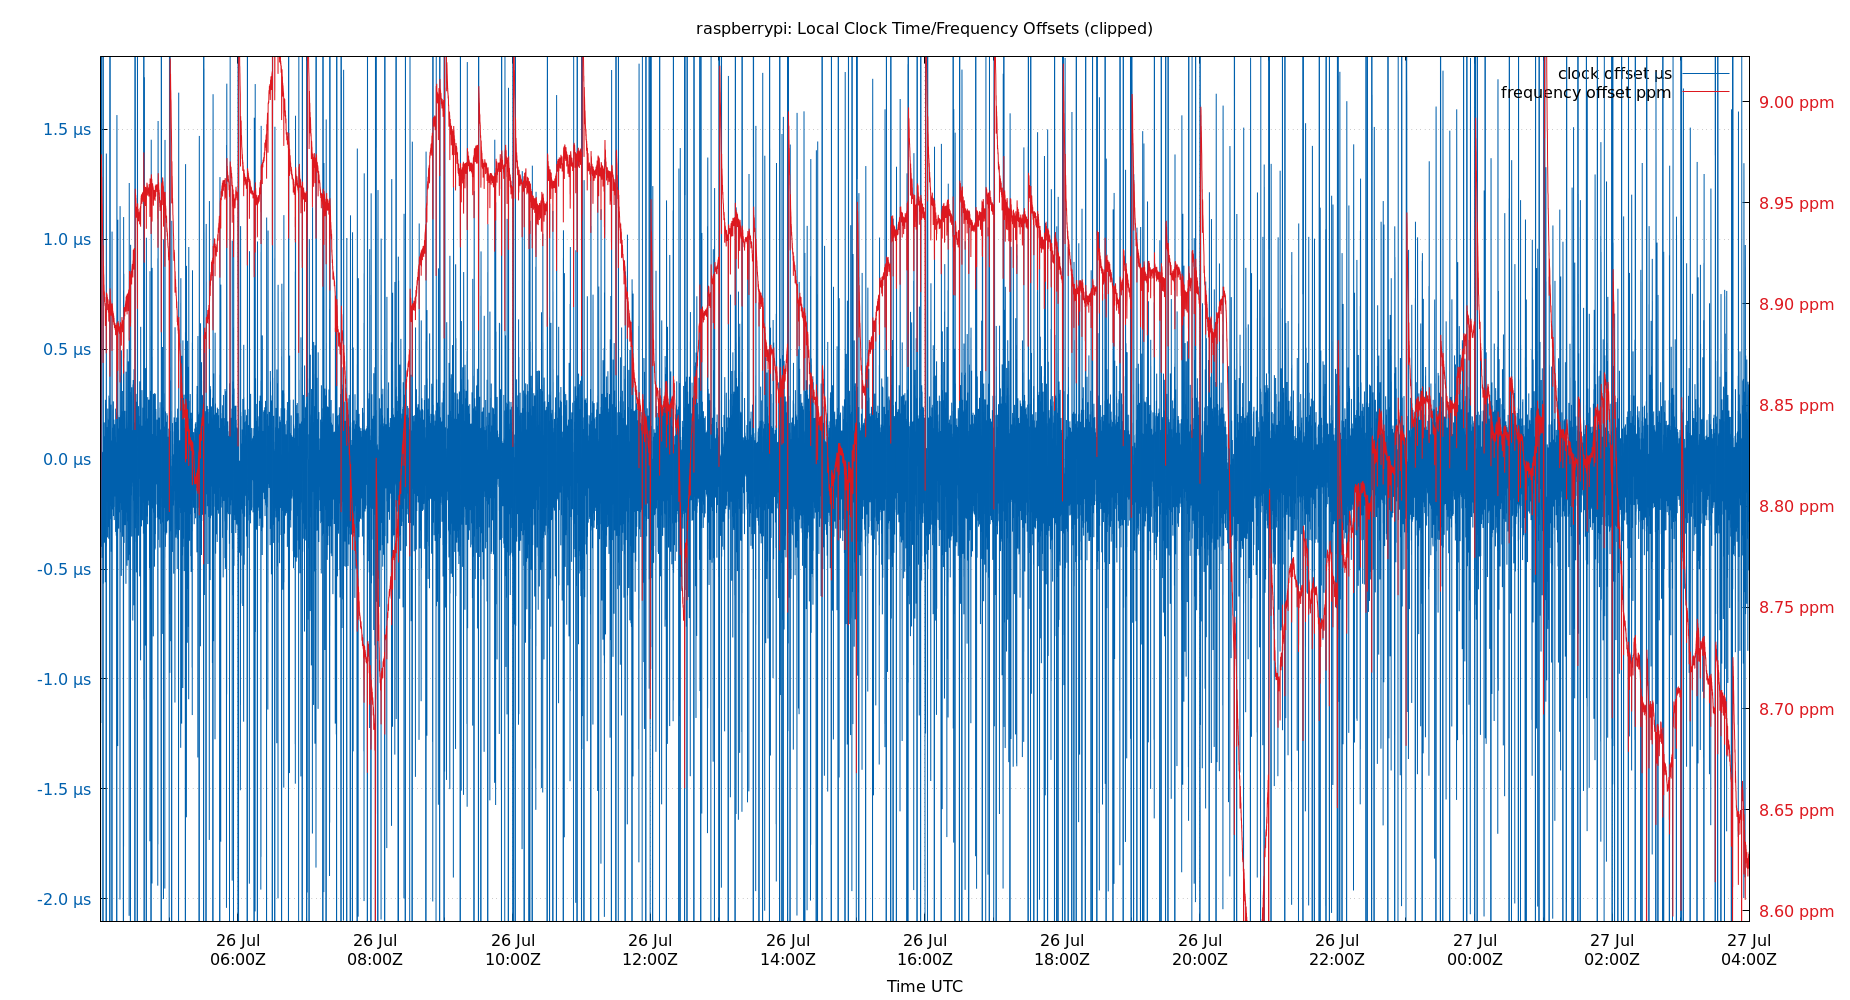 raspberrypi: Local Clock Time/Frequency Offsets (clipped)
clock offset µs
frequency offset ppm
1.5 µs
1.0 µs
0.5 µs
0.0 µs
-0.5 µs
-1.0 µs
-1.5 µs
-2.0 µs
9.00 ppm
8.95 ppm
8.90 ppm
8.85 ppm
8.80 ppm
8.75 ppm
8.70 ppm
8.65 ppm
8.60 ppm
26 Jul 26 Jul 26 Jul 26 Jul 26 Jul 26 Jul 26 Jul 26 Jul 26 Jul 27 Jul 27 Jul 27 Jul
06:00Z 08:00Z 10:00Z 12:00Z 14:00Z 16:00Z 18:00Z 20:00Z 22:00Z 00:00Z 02:00Z 04:00Z
Time UTC